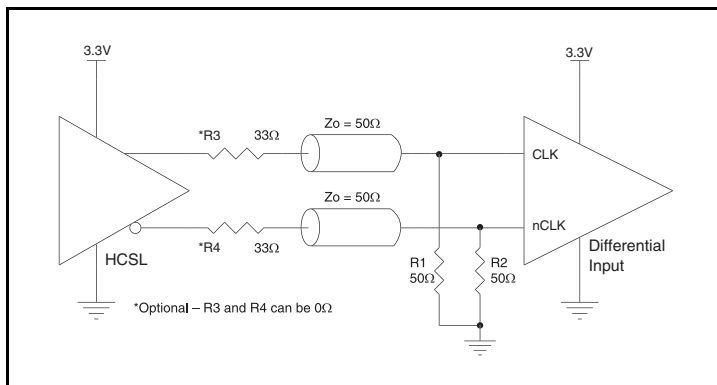 3.3V
3.3V
*R3
33Ω
Zo = 50Ω
CLK
Zo = 50Ω
nCLK
HCSL
*R4
33Ω
R1
50Ω
R2
50Ω
Differential
Input
*Optional – R3 and R4 can be 0Ω